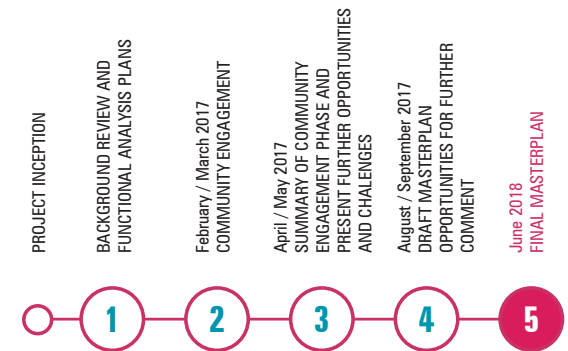 PROJECT INCEPTION
BACKGROUND REVIEW AND
FUNCTIONAL ANALYSIS PLANS
February / March 2017
COMMUNITY ENGAGEMENT
April / May 2017
SUMMARY OF COMMUNITY
ENGAGEMENT PHASE AND
PRESENT FURTHER OPPORTUNITIES
AND CHALENGES
August / September 2017
DRAFT MASTERPLAN
OPPORTUNITIES FOR FURTHER
COMMENT
June 2018
FINAL MASTERPLAN
1
2
3
4
5